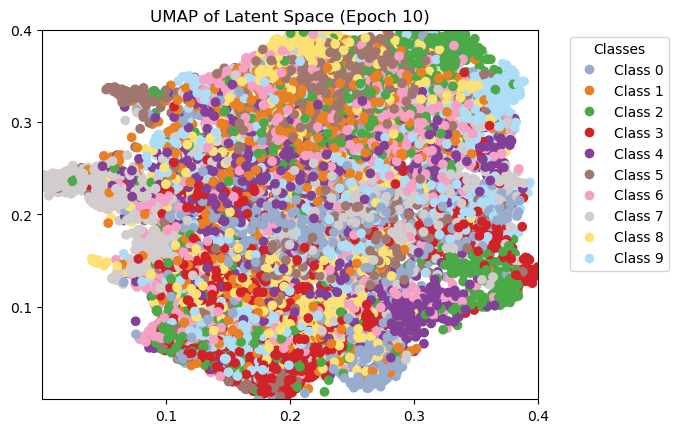 UMAP of Latent Space (Epoch 10)
0.4
0.3
0.2
0.1
0.1 0.2 0.3 0.4
Classes
Class 0
Class 1
Class 2
Class 3
Class 4
Class 5
Class 6
Class 7
Class 8
Class 9